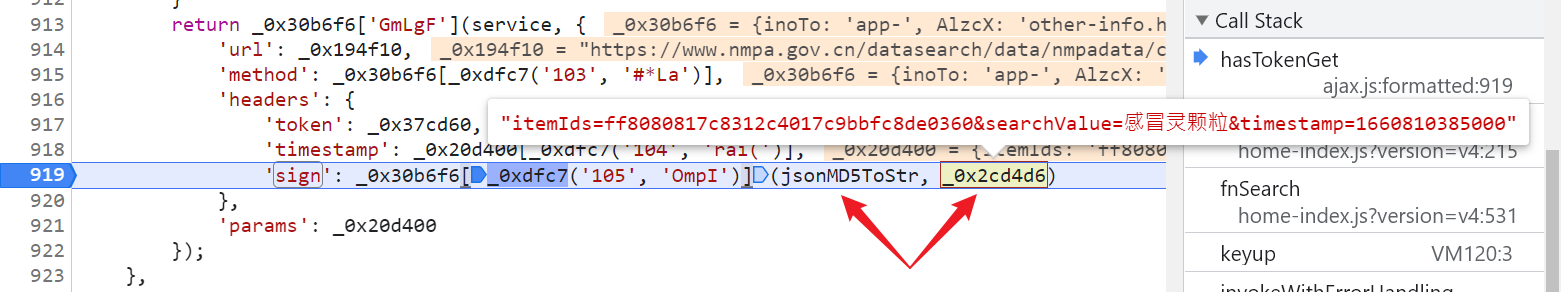 912 }
913 return _0x30b6f6['GmLgF'](service, { _0x30b6f6 = {inoTo: 'app-', AlzcX: 'other-info.h
914 'url': _0x194f10, _0x194f10 = "https://www.nmpa.gov.cn/datasearch/data/nmpadata/c
915 'method': _0x30b6f6[_0xdfc7('103', '#*La')], _0x30b6f6 = {inoTo: 'app-', AlzcX: '
916 'headers': {
"itemIds=ff8080817c8312c4017c9bbfc8de0360&searchValue=感冒灵颗粒&timestamp=1660810385000"
917 'token': _0x37cd60,
918 'timestamp': _0x20d400[_0xdfc7('104', 'rai(')], _0x20d400 = {itemIds: 'ff8080
919 'sign': _0x30b6f6[_0xdfc7('105', 'OmpI')](jsonMD5ToStr, _0x2cd4d6)
920 },
921 'params': _0x20d400
922 });
923 },
Call Stack
hasTokenGet
ajax.js:formatted:919
home-index.js?version=v4:215
fnSearch
home-index.js?version=v4:531
keyup VM120:3
invokeWithErrorHandling